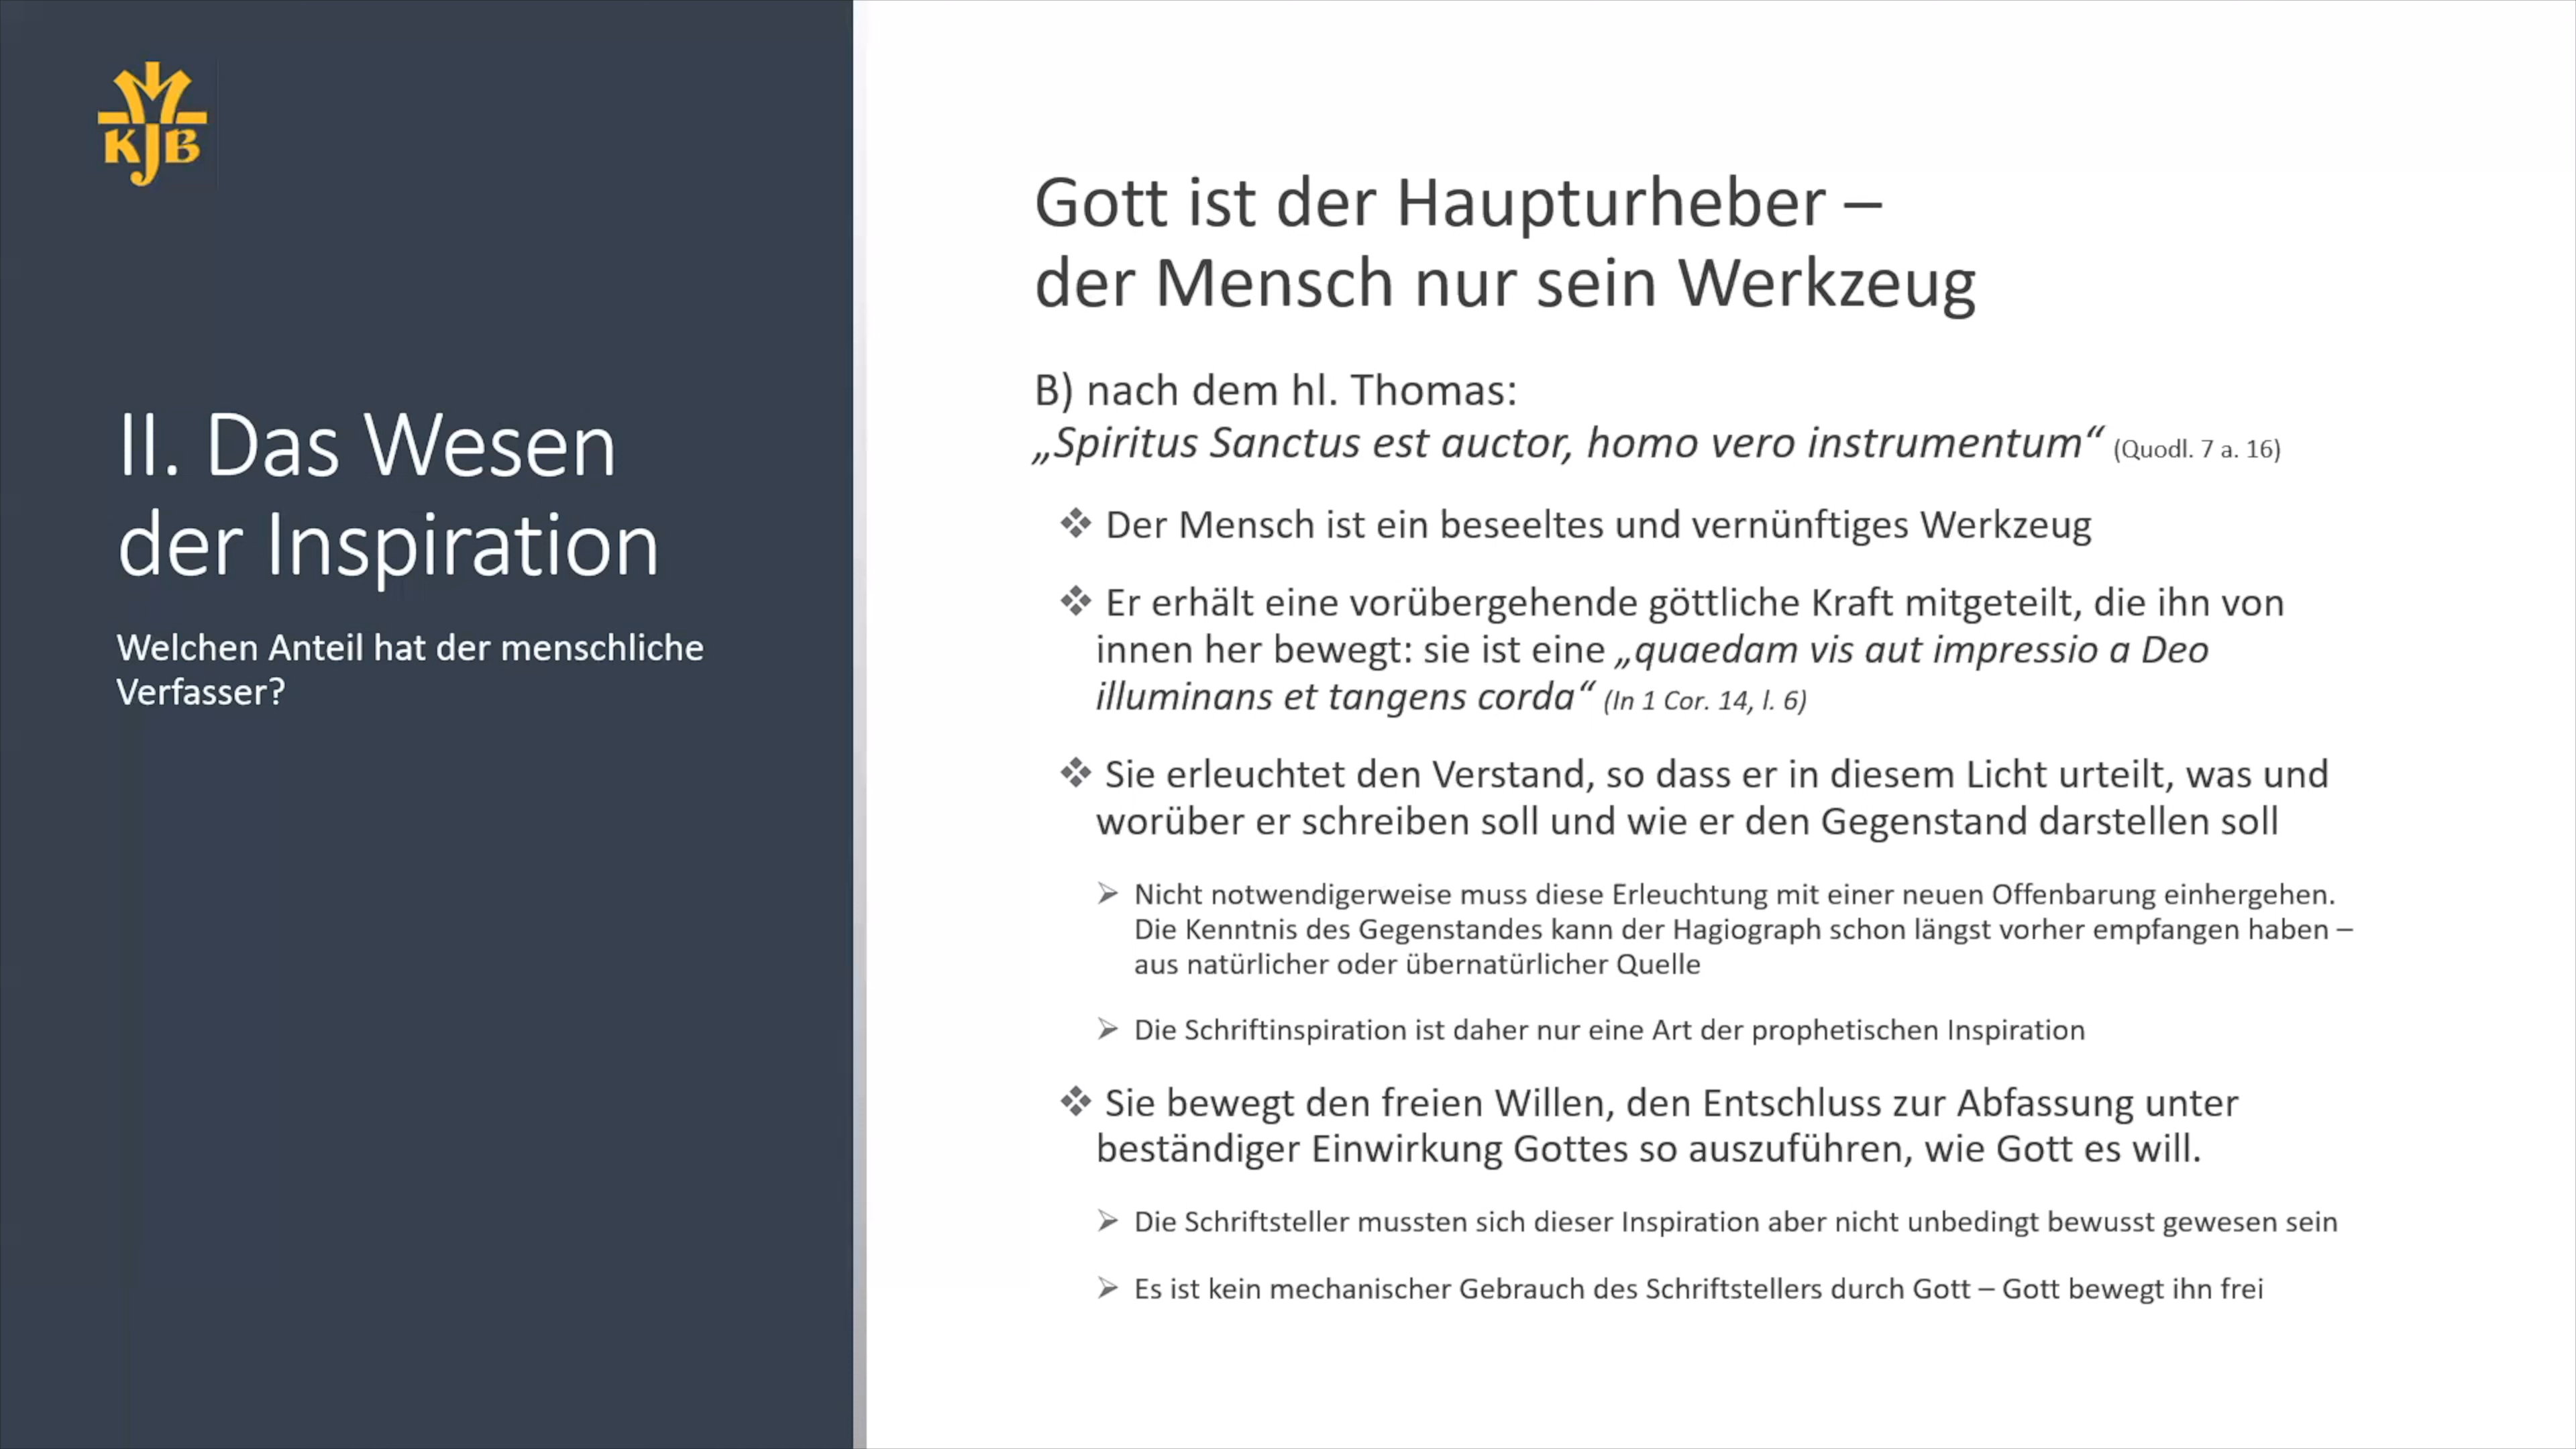 KJB
II. Das Wesen
der Inspiration
Welchen Anteil hat der menschliche
Verfasser?
Gott ist der Haupturheber –
der Mensch nur sein Werkzeug
B) nach dem hl. Thomas:
„Spiritus Sanctus est auctor, homo vero instrumentum“ (Quodl. 7 a. 16)
❖ Der Mensch ist ein beseeltes und vernünftiges Werkzeug
❖ Er erhält eine vorübergehende göttliche Kraft mitgeteilt, die ihn von
innen her bewegt: sie ist eine „quaedam vis aut impressio a Deo
illuminans et tangens corda“ (In 1 Cor. 14, l. 6)
❖ Sie erleuchtet den Verstand, so dass er in diesem Licht urteilt, was und
worüber er schreiben soll und wie er den Gegenstand darstellen soll
➢ Nicht notwendigerweise muss diese Erleuchtung mit einer neuen Offenbarung einhergehen.
Die Kenntnis des Gegenstandes kann der Hagiograph schon längst vorher empfangen haben –
aus natürlicher oder übernatürlicher Quelle
➢ Die Schriftinspiration ist daher nur eine Art der prophetischen Inspiration
❖ Sie bewegt den freien Willen, den Entschluss zur Abfassung unter
beständiger Einwirkung Gottes so auszuführen, wie Gott es will.
➢ Die Schriftsteller mussten sich dieser Inspiration aber nicht unbedingt bewusst gewesen sein
➢ Es ist kein mechanischer Gebrauch des Schriftstellers durch Gott – Gott bewegt ihn frei